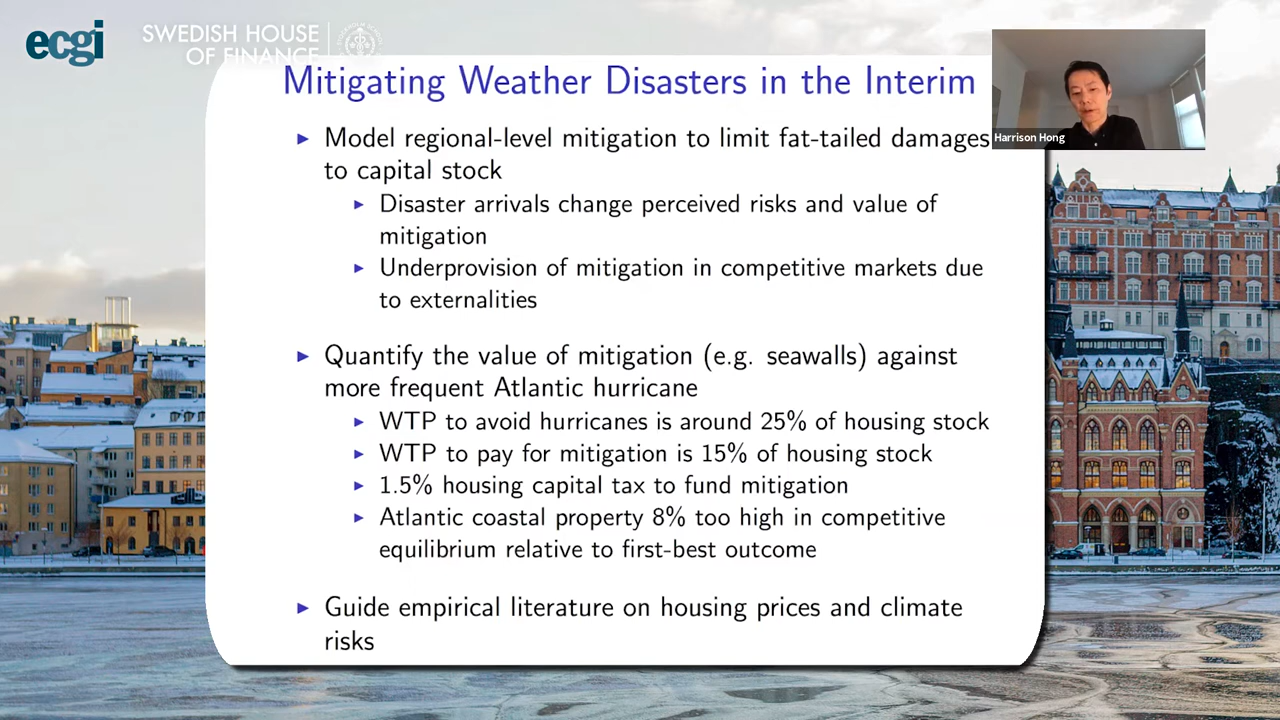 ecgi
SWEDISH HOUSE
OF FINANCE
Mitigating Weather Disasters in the Interim
Harrison Hong
Model regional-level mitigation to limit fat-tailed damages
to capital stock
Disaster arrivals change perceived risks and value of
mitigation
Underprovision of mitigation in competitive markets due
to externalities
Quantify the value of mitigation (e.g. seawalls) against
more frequent Atlantic hurricane
WTP to avoid hurricanes is around 25% of housing stock
WTP to pay for mitigation is 15% of housing stock
1.5% housing capital tax to fund mitigation
Atlantic coastal property 8% too high in competitive
equilibrium relative to first-best outcome
Guide empirical literature on housing prices and climate
risks